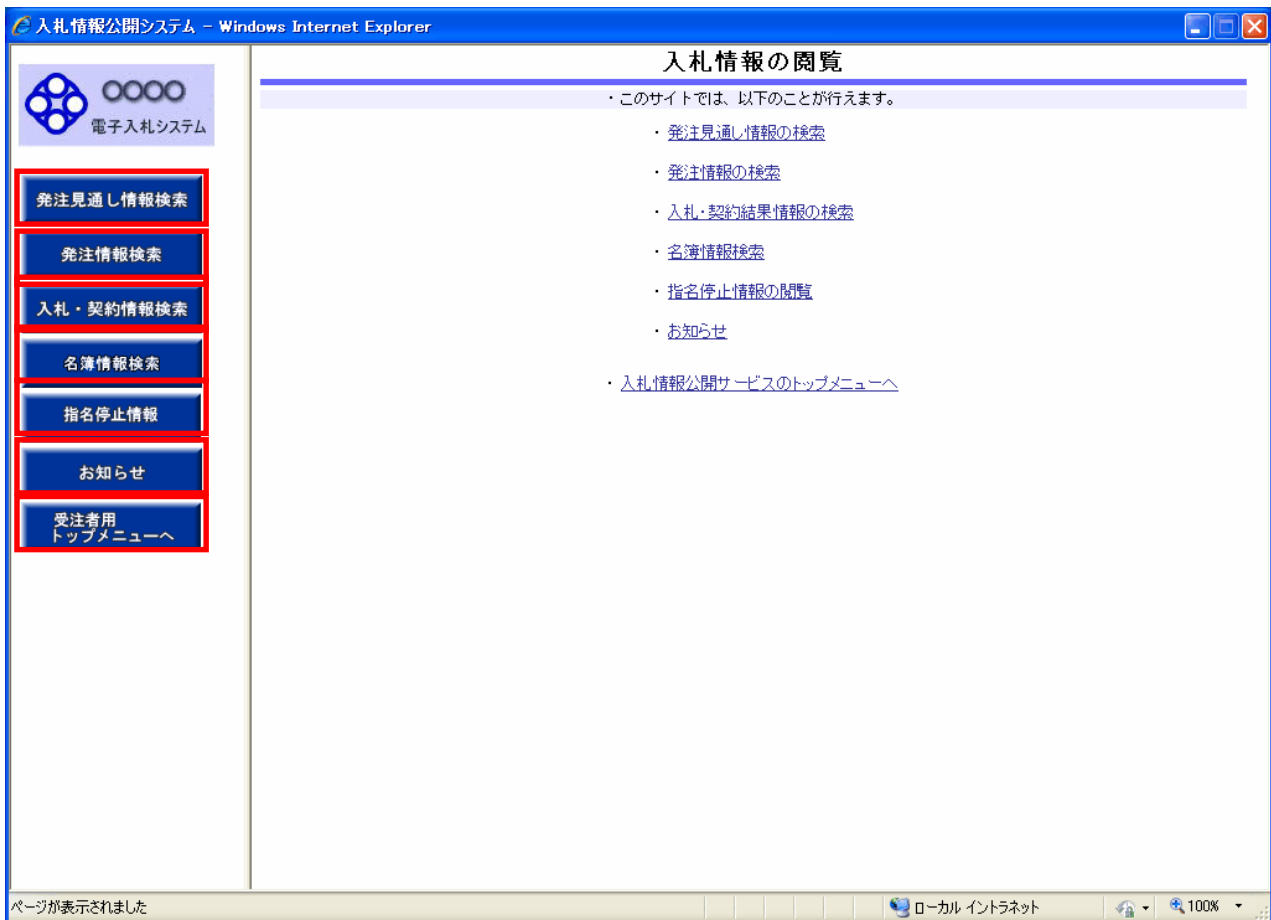 入札情報公開システム - Windows Internet Explorer
○○○○
電子入札システム
発注見通し情報検索
発注情報検索
入札・契約情報検索
名簿情報検索
指名停止情報
お知らせ
受注者用
トップメニューへ
入札情報の閲覧
・このサイトでは、以下のことが行えます。
・発注見通し情報の検索
・発注情報の検索
・入札・契約結果情報の検索
・名簿情報検索
・指名停止情報の閲覧
・お知らせ
・入札情報公開サービスのトップメニューへ
ページが表示されました
ローカル イントラネット
100%